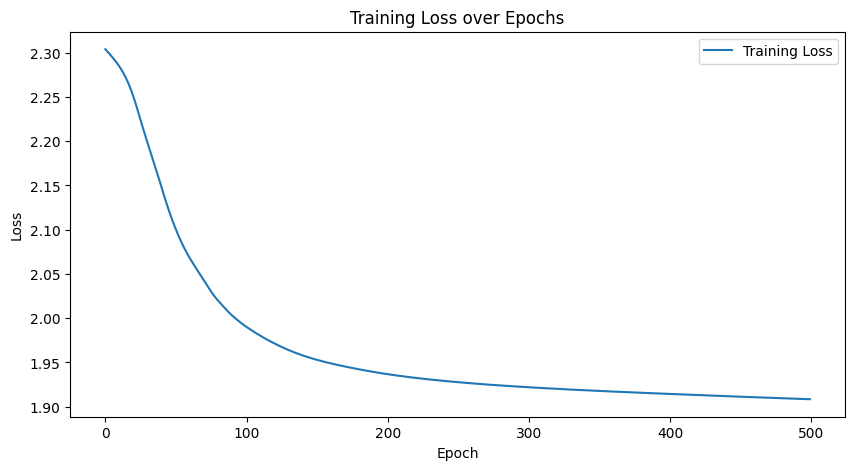 Training Loss over Epochs
Training Loss
2.30
2.25
2.20
2.15
2.10
2.05
2.00
1.95
1.90
Loss
0 100 200 300 400 500
Epoch